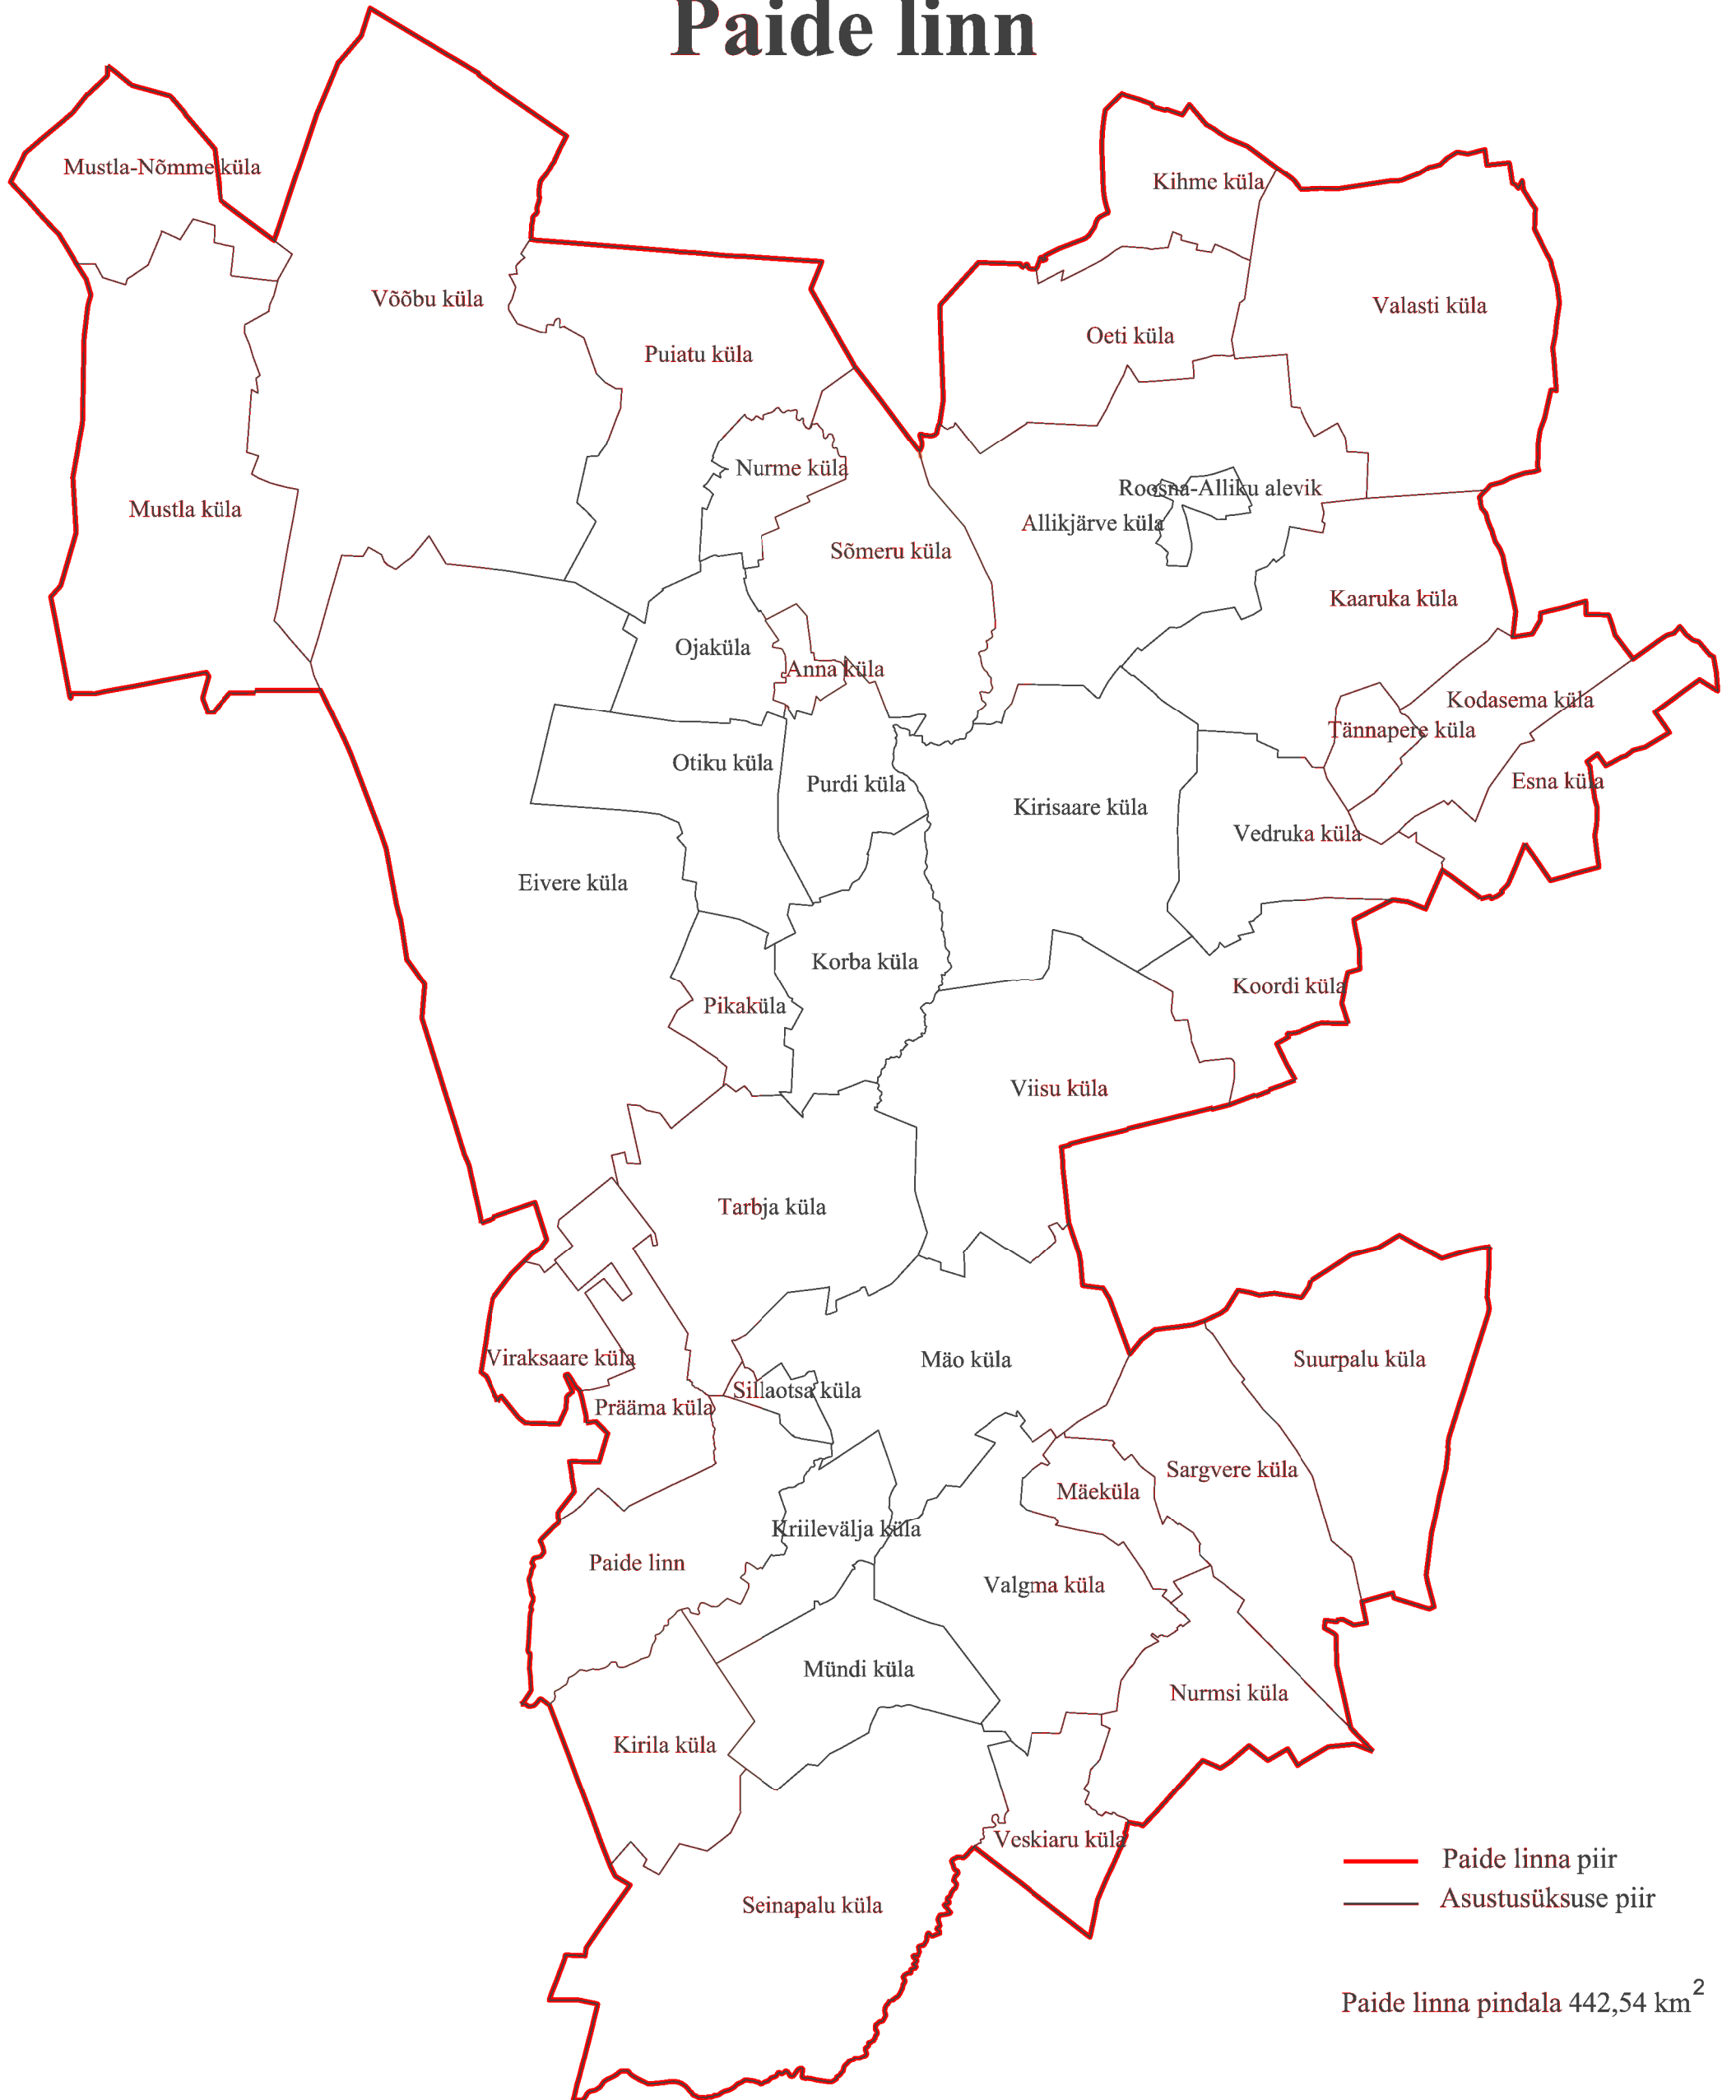 Paide linn
Mustla-Nõmme küla
Kihme küla
Võõbu küla
Valasti küla
Oeti küla
Puiatu küla
Nurme küla
Roosna-Alliku alevik
Mustla küla
Allikjärve küla
Sõmeru küla
Kaaruka küla
Ojaküla
Anna küla
Kodasema küla
Tännapere küla
Otiku küla
Esna küla
Purdi küla
Kirisaare küla
Vedruka küla
Eivere küla
Korba küla
Koordi küla
Pikaküla
Viisu küla
Tarbja küla
Viraksaare küla
Mäo küla
Suurpalu küla
Sillaotsa küla
Prääma küla
Sargvere küla
Mäeküla
Kriilevälja küla
Paide linn
Valgma küla
Mündi küla
Nurmsi küla
Kirila küla
Veskiaru küla
Paide linna piir
Asustusüksuse piir
Seinapalu küla
Paide linna pindala 442,54 km²